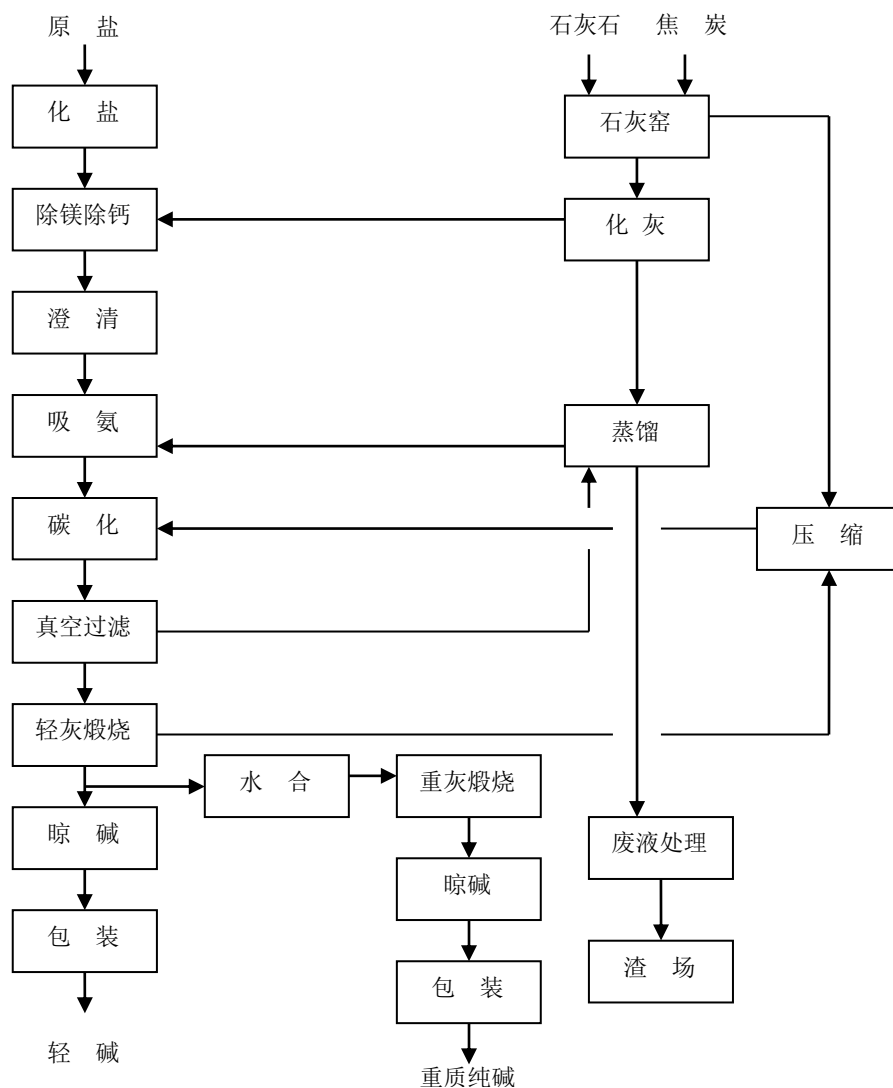 原 盐
石灰石 焦 炭
化 盐
石灰窑
除镁除钙
化 灰
澄 清
吸 氨
蒸馏
碳 化
压 缩
真空过滤
轻灰煅烧
水 合
重灰煅烧
晾 碱
废液处理
晾碱
包 装
渣 场
包 装
轻 碱
重质纯碱